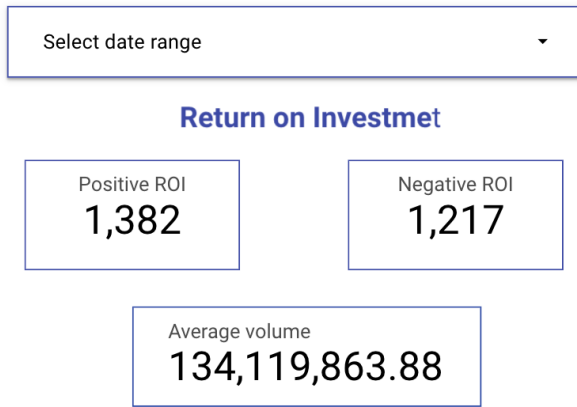 Select date range
Return on Investmet
Positive ROI
1,382
Negative ROI
1,217
Average volume
134,119,863.88